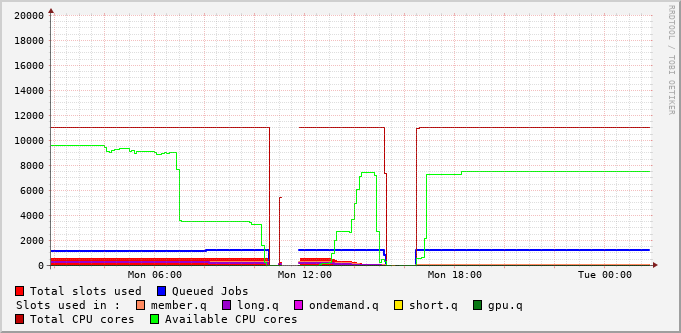 20000
18000
16000
14000
12000
10000
8000
6000
4000
2000
0
Mon 06:00 Mon 12:00 Mon 18:00 Tue 00:00
Total slots used Queued Jobs
Slots used in : member.q long.q ondemand.q short.q gpu.q
Total CPU cores Available CPU cores
RRDTOOL / TOBI OETIKER